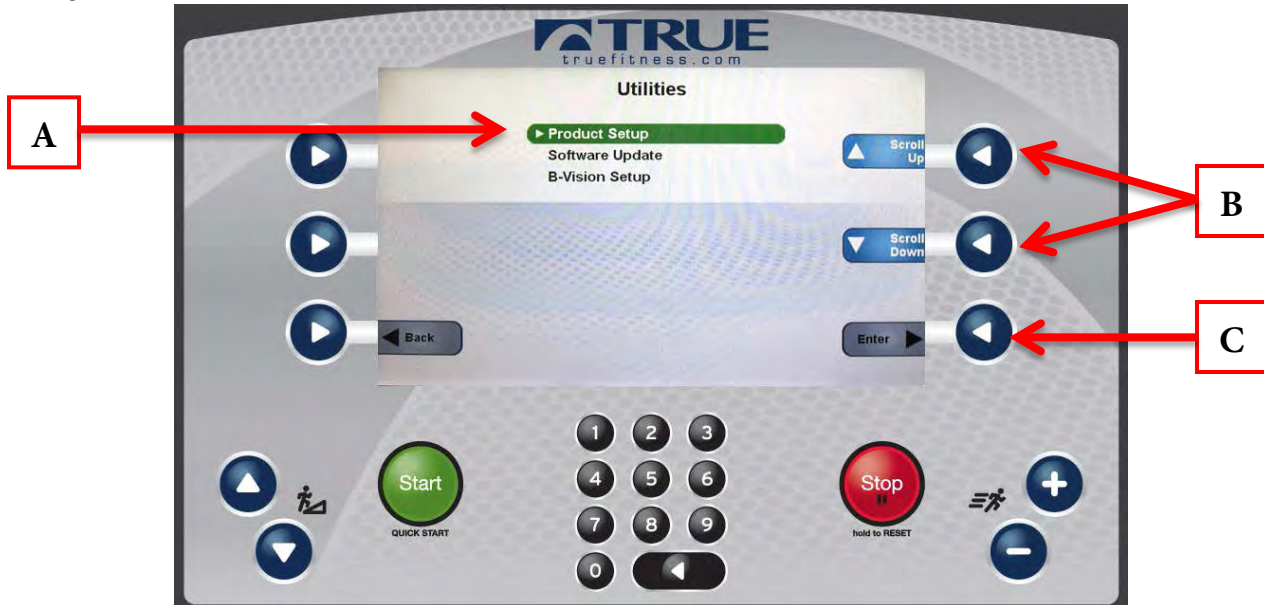 TRUE
truefitness.com
Utilities
A
Product Setup
Software Update
B-Vision Setup
Scroll
Up
B
Scroll
Down
Back
Enter
C
1 2 3
4 5 6
7 8 9
0
Start
QUICK START
Stop
hold to RESET